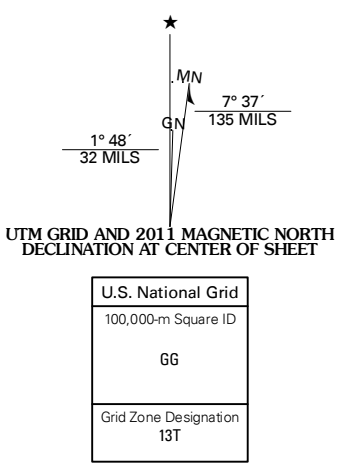 ★
MN
7° 37´
135 MILS
GN
1° 48´
32 MILS
UTM GRID AND 2011 MAGNETIC NORTH
DECLINATION AT CENTER OF SHEET
U.S. National Grid
100,000-m Square ID
GG
Grid Zone Designation
13T